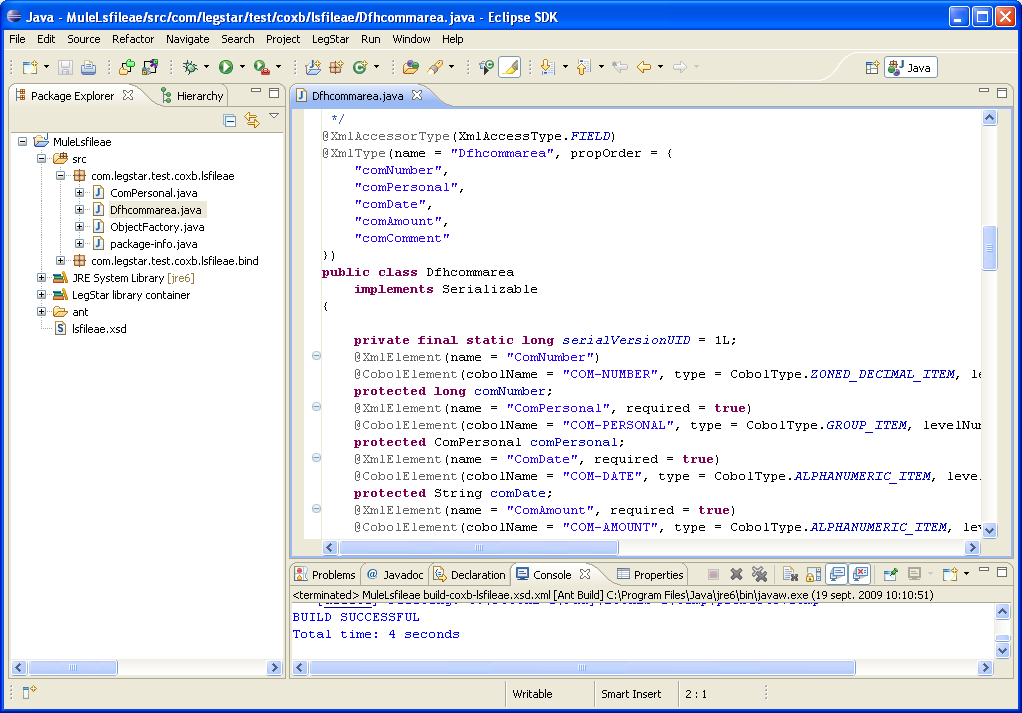 Java - MuleLsfileae/src/com/legstar/test/coxb/lsfileae/Dfhcommarea.java - Eclipse SDK
File Edit Source Refactor Navigate Search Project LegStar Run Window Help
Java
Package Explorer Hierarchy
MuleLsfileae
src
com.legstar.test.coxb.lsfileae
ComPersonal.java
Dfhcommarea.java
ObjectFactory.java
package-info.java
com.legstar.test.coxb.lsfileae.bind
JRE System Library [jre6]
LegStar library container
ant
lsfileae.xsd
Dfhcommarea.java
*/
@XmlAccessorType(XmlAccessType.FIELD)
@XmlType(name = "Dfhcommarea", propOrder = {
"comNumber",
"comPersonal",
"comDate",
"comAmount",
"comComment"
})
public class Dfhcommarea
implements Serializable
{
private final static long serialVersionUID = 1L;
@XmlElement(name = "ComNumber")
@CobolElement(cobolName = "COM-NUMBER", type = CobolType.ZONED_DECIMAL_ITEM, le
protected long comNumber;
@XmlElement(name = "ComPersonal", required = true)
@CobolElement(cobolName = "COM-PERSONAL", type = CobolType.GROUP_ITEM, levelNum
protected ComPersonal comPersonal;
@XmlElement(name = "ComDate", required = true)
@CobolElement(cobolName = "COM-DATE", type = CobolType.ALPHANUMERIC_ITEM, leve
protected String comDate;
@XmlElement(name = "ComAmount", required = true)
@CobolElement(cobolName = "COM-AMOUNT", type = CobolType.ALPHANUMERIC_ITEM, lev
Problems Javadoc Declaration Console Properties
<terminated> MuleLsfileae build-coxb-lsfileae.xsd.xml [Ant Build] C:\Program Files\Java\jre6\bin\javaw.exe (19 sept. 2009 10:10:51)
BUILD SUCCESSFUL
Total time: 4 seconds
Writable Smart Insert 2 : 1